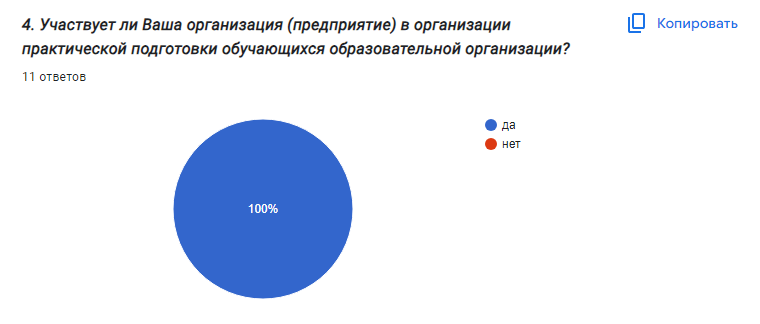 4. Участвует ли Ваша организация (предприятие) в организации
практической подготовки обучающихся образовательной организации?
Копировать
11 ответов
да
нет
100%